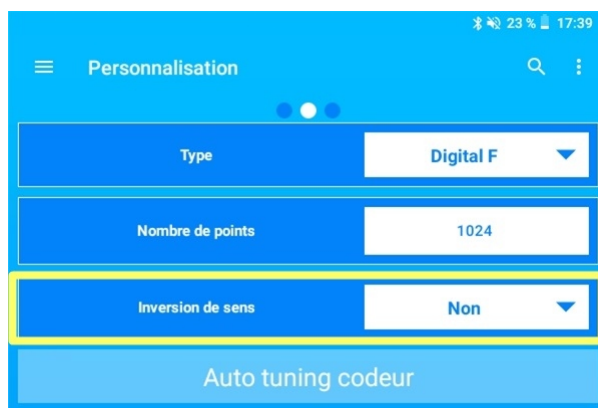 23 % 17:39
Personnalisation
Type Digital F
Nombre de points 1024
Inversion de sens Non
Auto tuning codeur